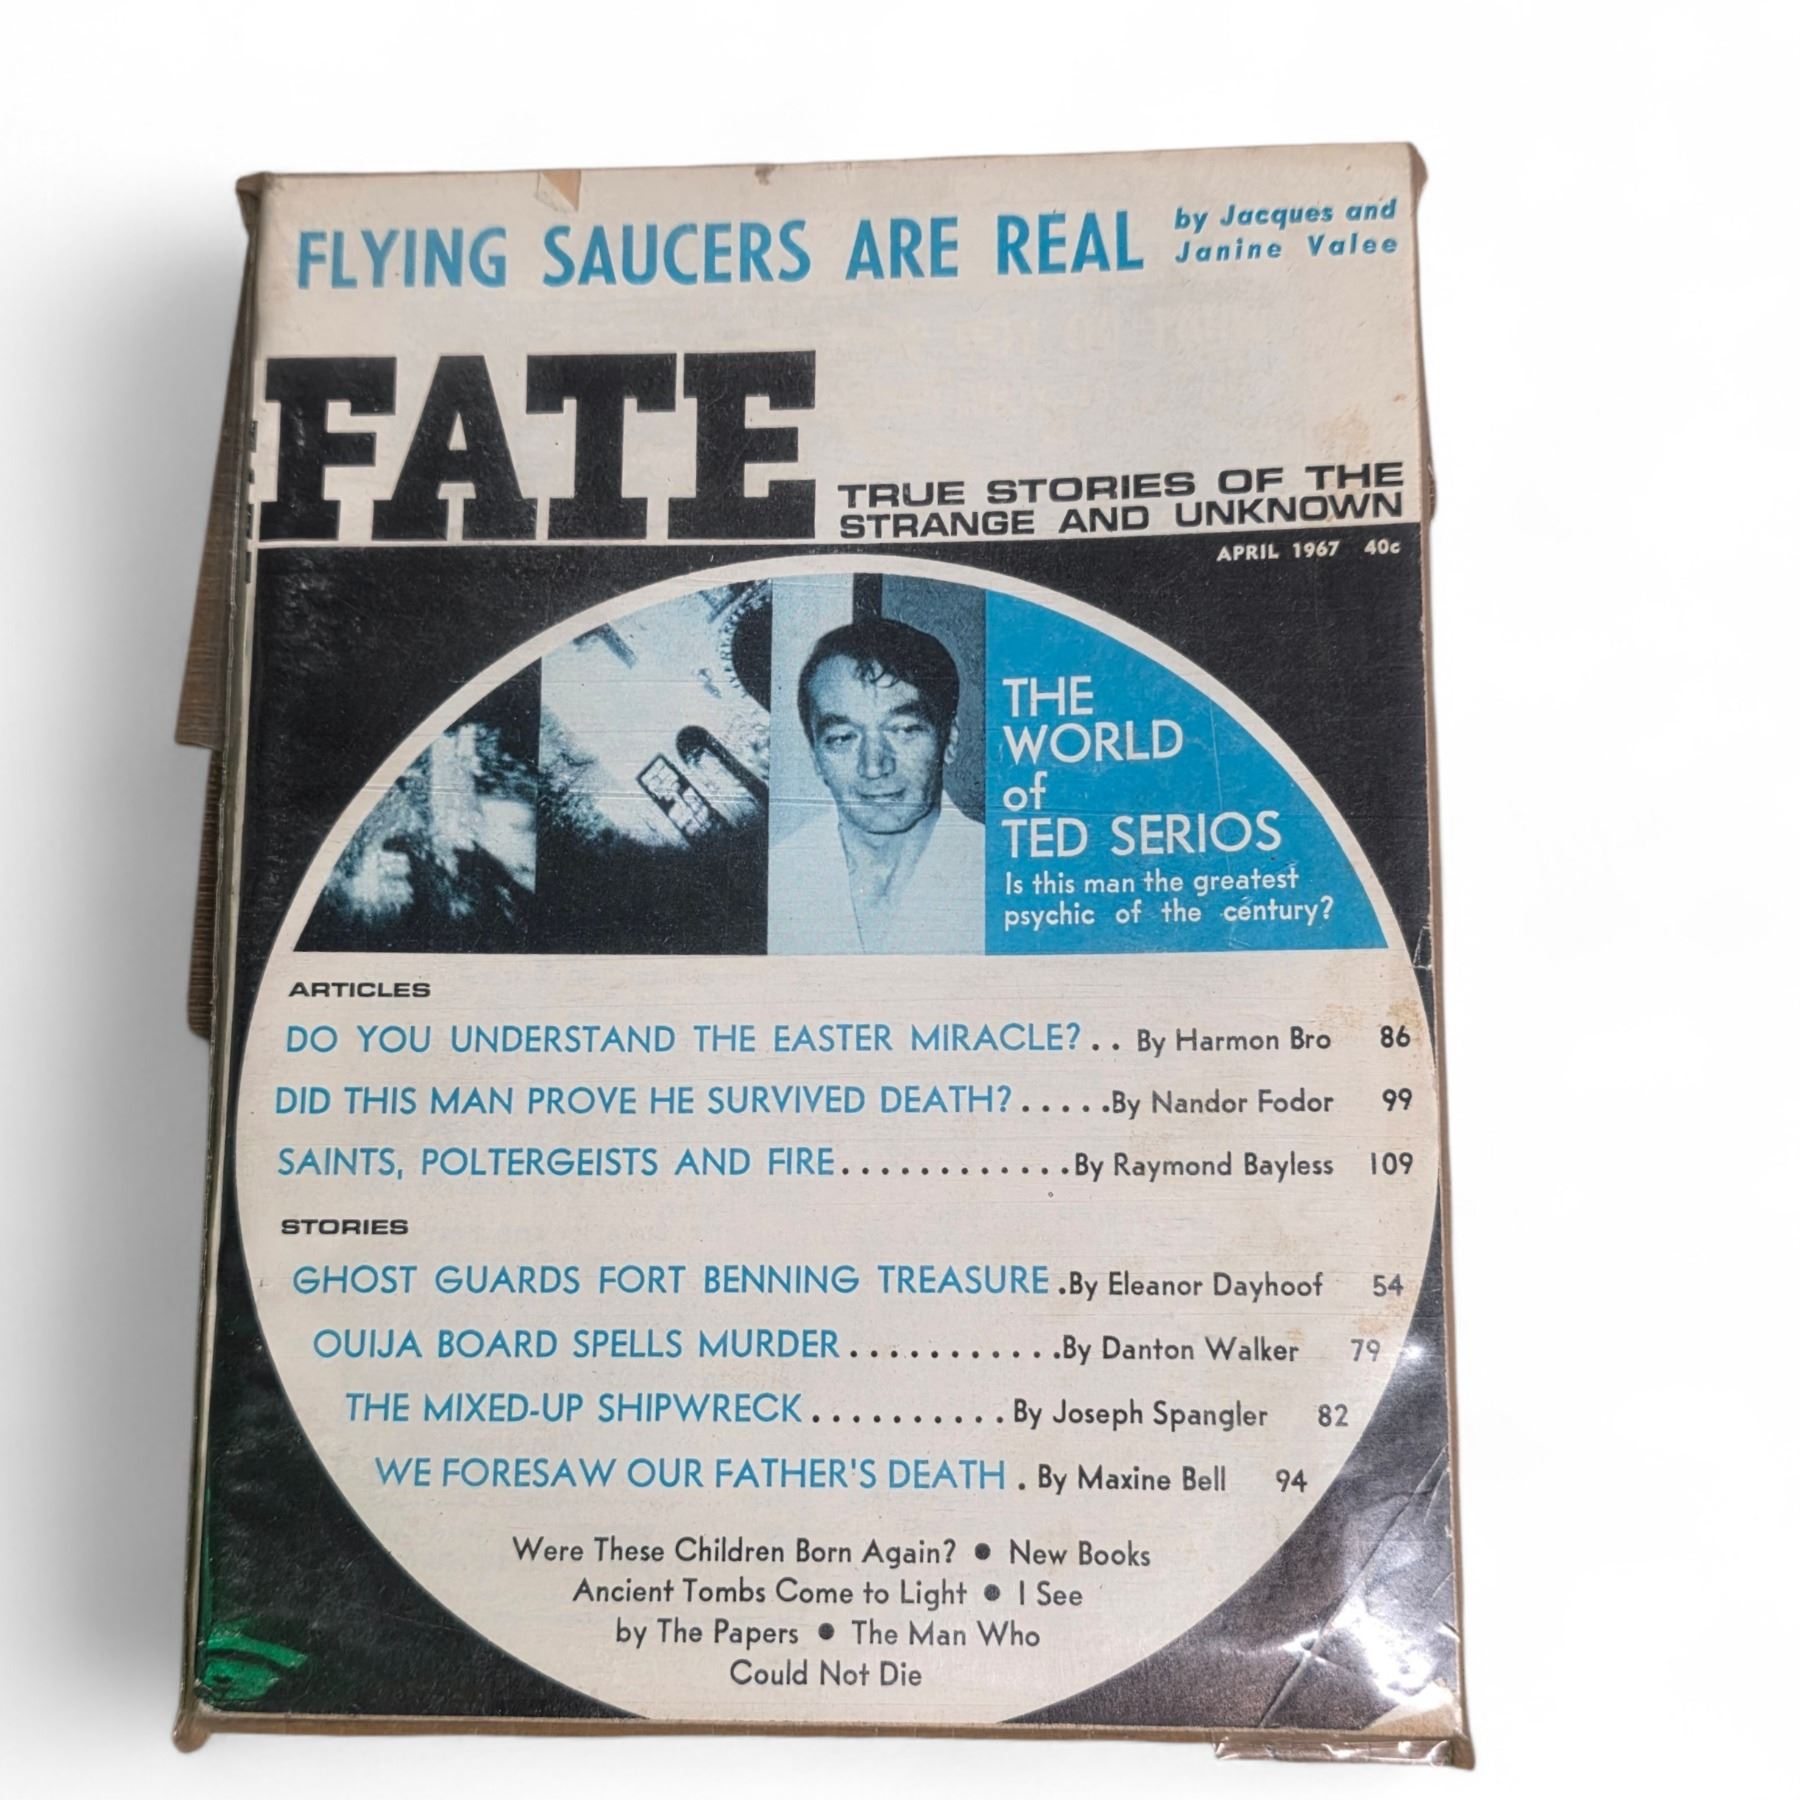 FLYING SAUCERS ARE REAL
by Jacques and
Janine Valee
FATE
TRUE STORIES OF THE
STRANGE AND UNKNOWN
APRIL 1967 40c
THE
WORLD
of
TED SERIOS
Is this man the greatest
psychic of the century?
ARTICLES
DO YOU UNDERSTAND THE EASTER MIRACLE? . . By Harmon Bro 86
DID THIS MAN PROVE HE SURVIVED DEATH? . . . . .By Nandor Fodor 99
SAINTS, POLTERGEISTS AND FIRE. . . . . . . . . . . . .By Raymond Bayless 109
STORIES
GHOST GUARDS FORT BENNING TREASURE .By Eleanor Dayhoof 54
OUIJA BOARD SPELLS MURDER . . . . . . . . . . . .By Danton Walker 79
THE MIXED-UP SHIPWRECK . . . . . . . . . . By Joseph Spangler 82
WE FORESAW OUR FATHER'S DEATH . By Maxine Bell 94
Were These Children Born Again? ● New Books
Ancient Tombs Come to Light ● I See
by The Papers ● The Man Who
Could Not Die